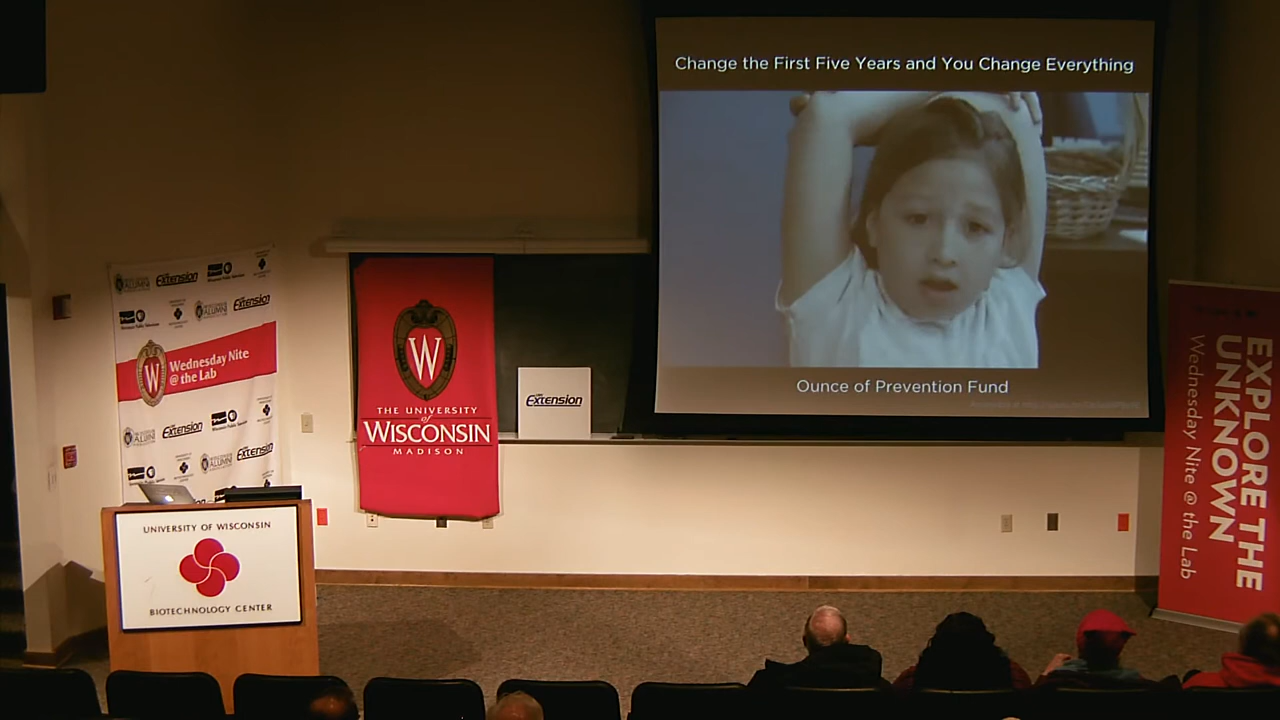 Change the First Five Years and You Change Everything
Ounce of Prevention Fund
Extension
Extension
Wednesday Nite
@ the Lab
ALUMNI
Extension
ALUMNI
Extension
W
W
THE UNIVERSITY
of
WISCONSIN
MADISON
Extension
UNIVERSITY OF WISCONSIN
BIOTECHNOLOGY CENTER
EXPLORE THE
UNKNOWN
Wednesday Nite @ the Lab